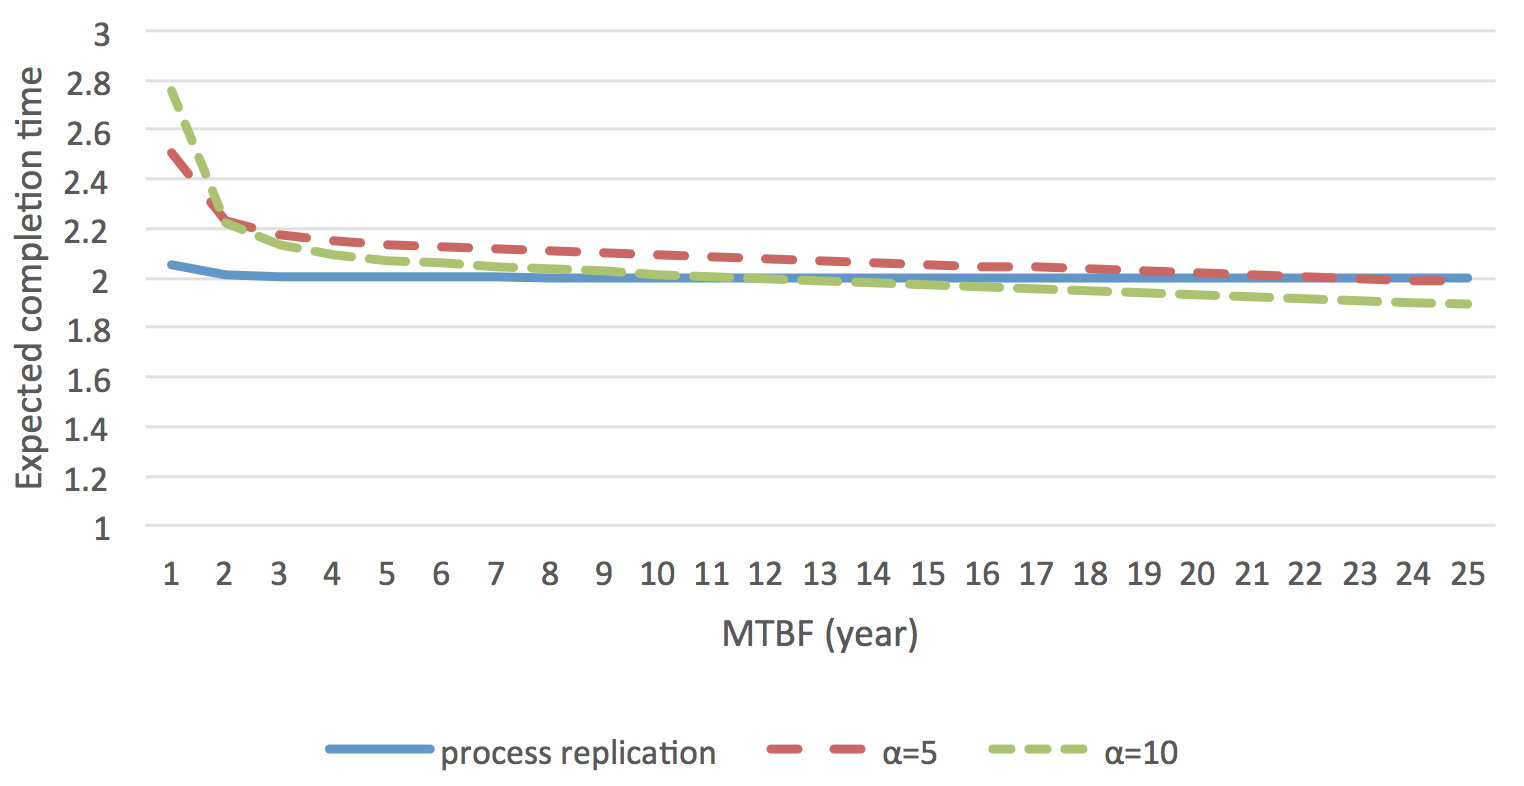 Expected completion time
3
2.8
2.6
2.4
2.2
2
1.8
1.6
1.4
1.2
1
1 2 3 4 5 6 7 8 9 10 11 12 13 14 15 16 17 18 19 20 21 22 23 24 25
MTBF (year)
process replication α=5 α=10